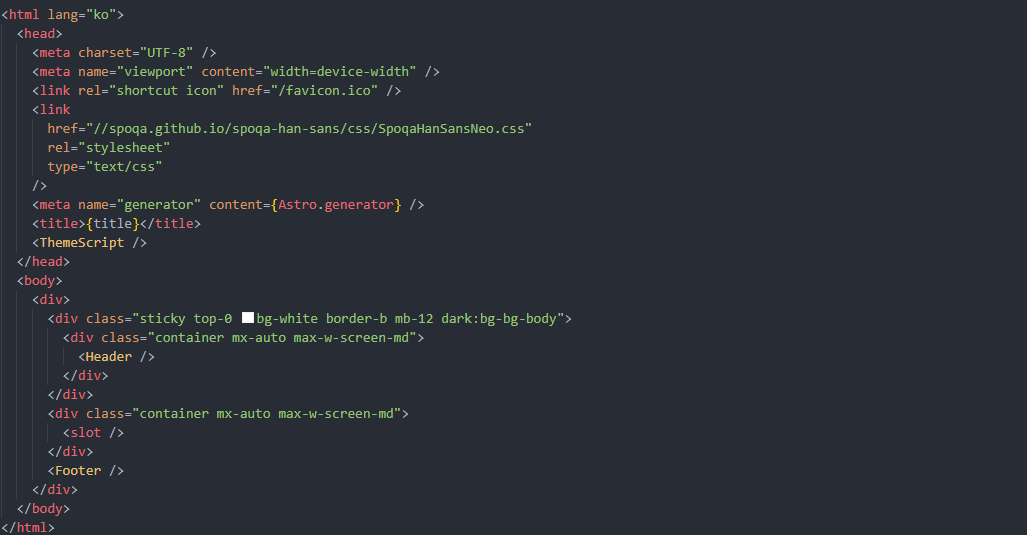 <html lang="ko">
<head>
<meta charset="UTF-8" />
<meta name="viewport" content="width=device-width" />
<link rel="shortcut icon" href="/favicon.ico" />
<link
href="//spoqa.github.io/spoqa-han-sans/css/SpoqaHanSansNeo.css"
rel="stylesheet"
type="text/css"
/>
<meta name="generator" content={Astro.generator} />
<title>{title}</title>
<ThemeScript />
</head>
<body>
<div>
<div class="sticky top-0 bg-white border-b mb-12 dark:bg-bg-body">
<div class="container mx-auto max-w-screen-md">
<Header />
</div>
</div>
<div class="container mx-auto max-w-screen-md">
<slot />
</div>
<Footer />
</div>
</body>
</html>